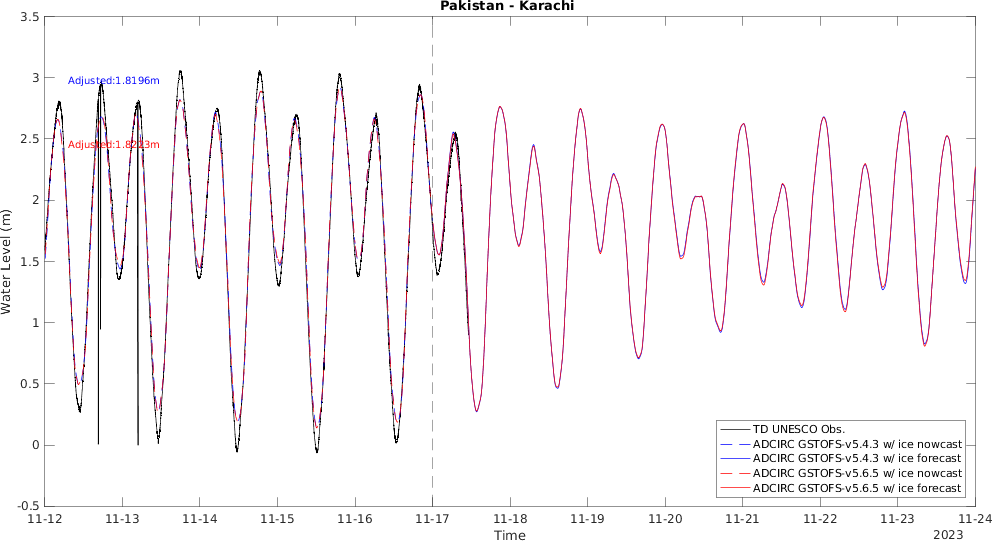 Pakistan - Karachi
Water Level (m)
3.5
3
2.5
2
1.5
1
0.5
0
-0.5
Adjusted:1.8196m
Adjusted:1.8223m
TD UNESCO Obs.
ADCIRC GSTOFS-v5.4.3 w/ ice nowcast
ADCIRC GSTOFS-v5.4.3 w/ ice forecast
ADCIRC GSTOFS-v5.6.5 w/ ice nowcast
ADCIRC GSTOFS-v5.6.5 w/ ice forecast
11-12 11-13 11-14 11-15 11-16 11-17 11-18 11-19 11-20 11-21 11-22 11-23 11-24
Time
2023